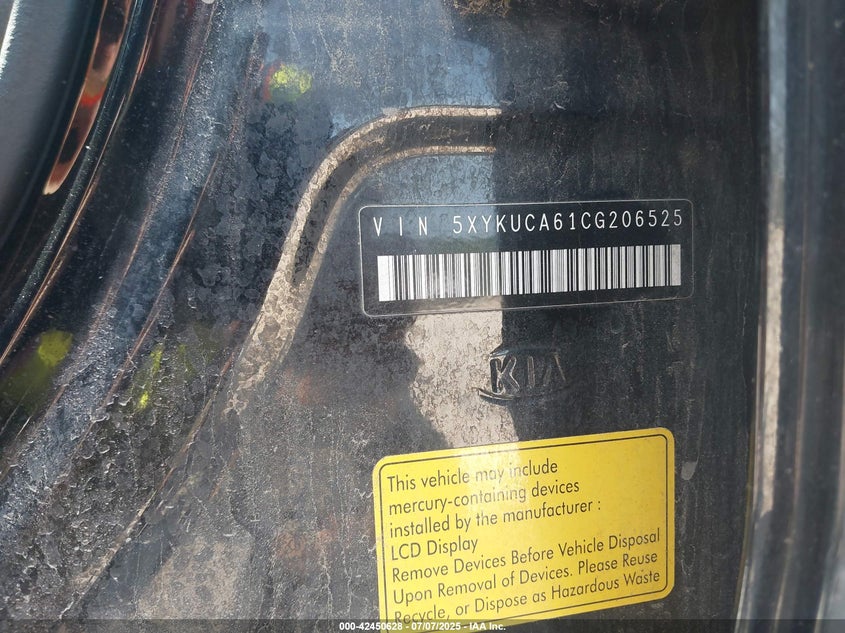 VIN 5XYKUCA61CG206525
KIA
This vehicle may include
mercury-containing devices
installed by the manufacturer :
LCD Display
Remove Devices Before Vehicle Disposal
Upon Removal of Devices. Please Reuse
Recycle, or Dispose as Hazardous Waste
000-42450628 - 07/07/2025 - IAA Inc.